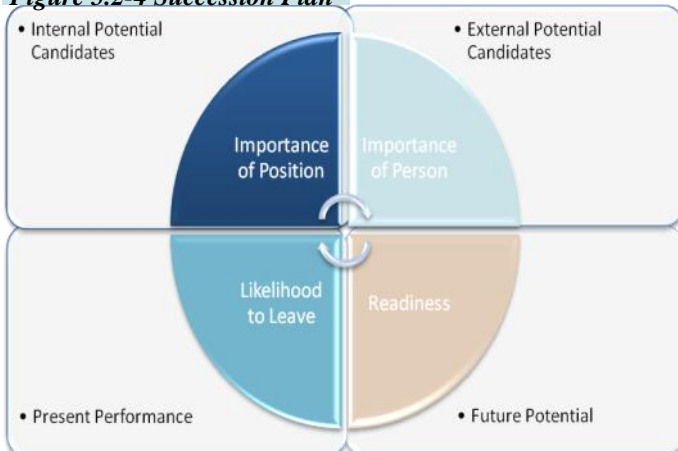 Figure 5.2-4 Succession Plan
• Internal Potential
Candidates
• External Potential
Candidates
Importance
of Position
Importance
of Person
Likelihood
to Leave
Readiness
• Present Performance
• Future Potential